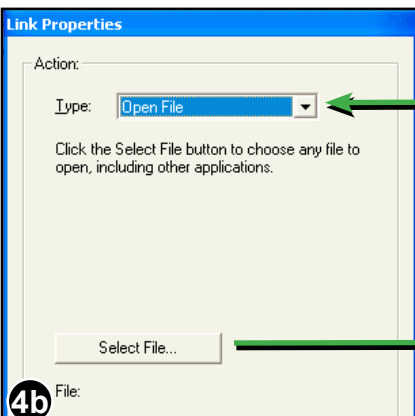 Link Properties
Action:
Type: Open File
Click the Select File button to choose any file to
open, including other applications.
Select File...
4b File: